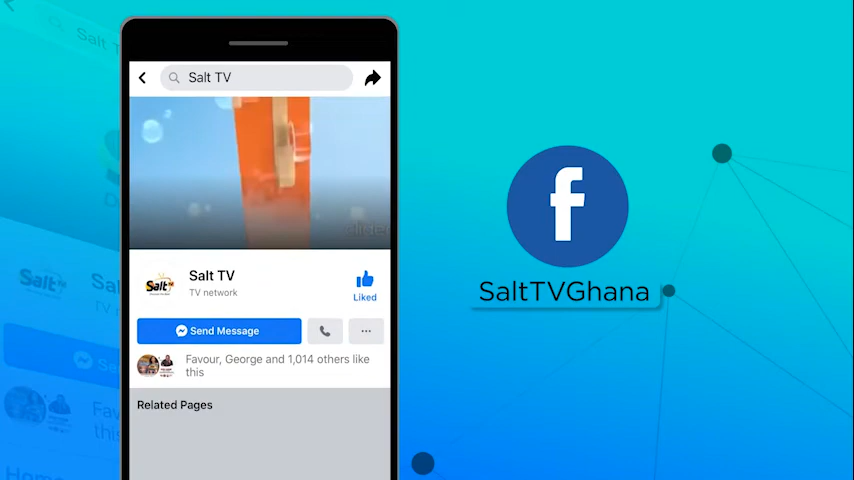 Salt TV
Salt TV
TV network
Liked
Send Message
Favour, George and 1,014 others like
this
Related Pages
f
SaltTVGhana
Salt